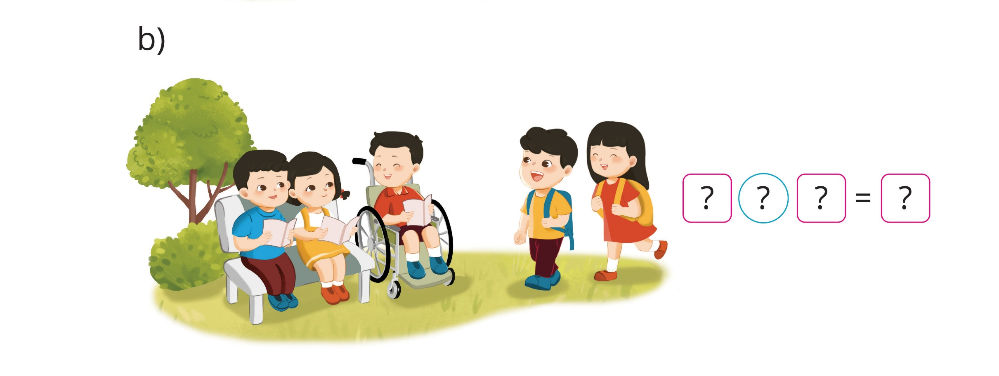 b)
? ? ? = ?